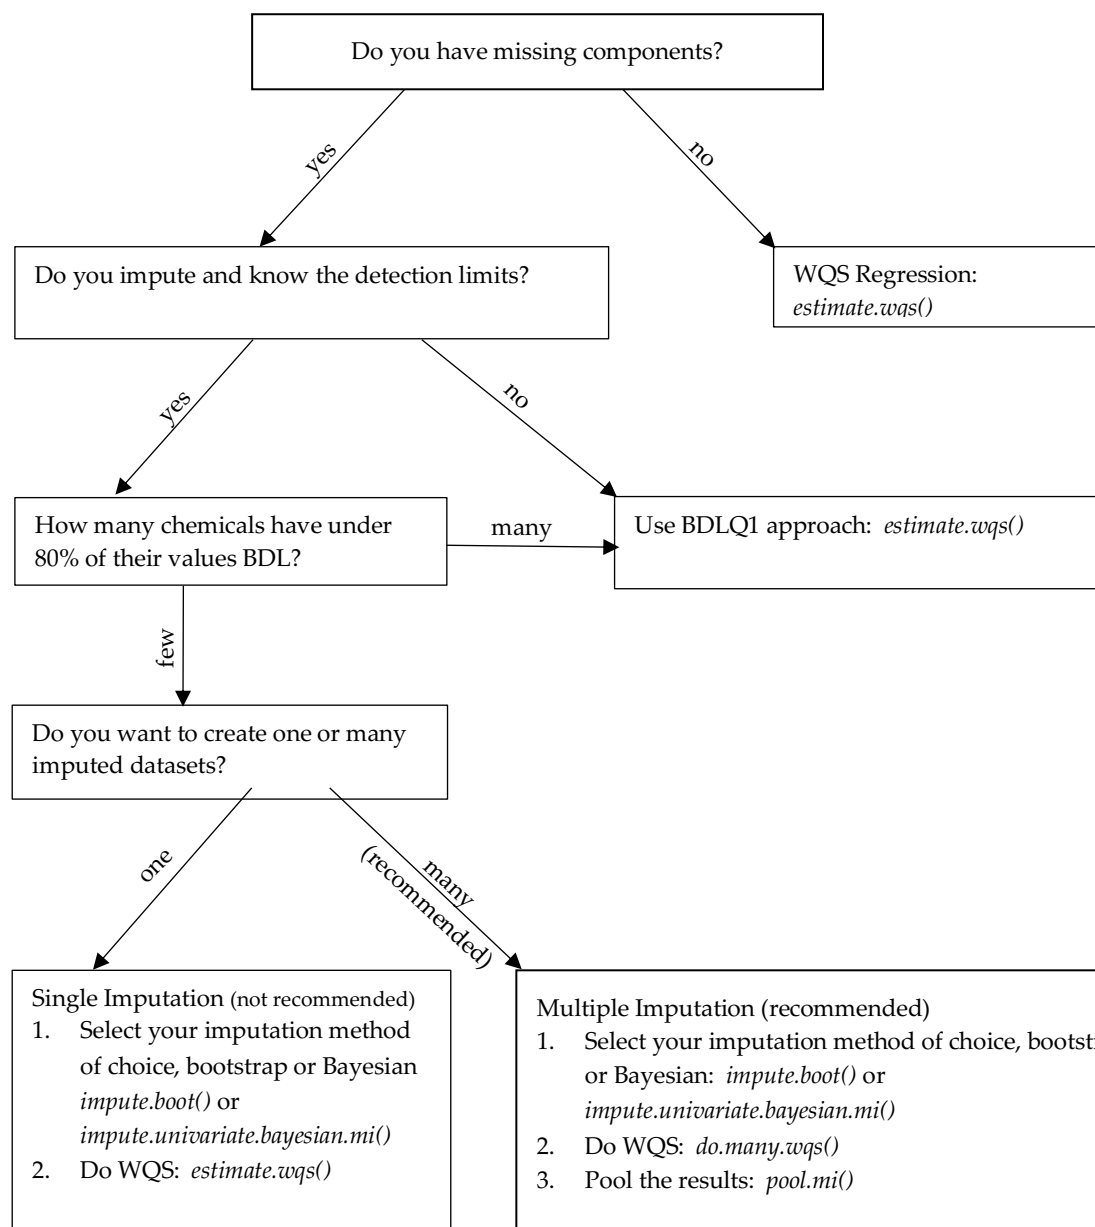 Do you have missing components?
yes
no
Do you impute and know the detection limits?
WQS Regression:
estimate.wqs()
yes
no
How many chemicals have under
80% of their values BDL?
many
Use BDLQ1 approach: estimate.wqs()
few
Do you want to create one or many
imputed datasets?
one
many
(recommended)
Single Imputation (not recommended)
1. Select your imputation method
of choice, bootstrap or Bayesian
impute.boot() or
impute.univariate.bayesian.mi()
2. Do WQS: estimate.wqs()
Multiple Imputation (recommended)
1. Select your imputation method of choice, bootstr
or Bayesian: impute.boot() or
impute.univariate.bayesian.mi()
2. Do WQS: do.many.wqs()
3. Pool the results: pool.mi()